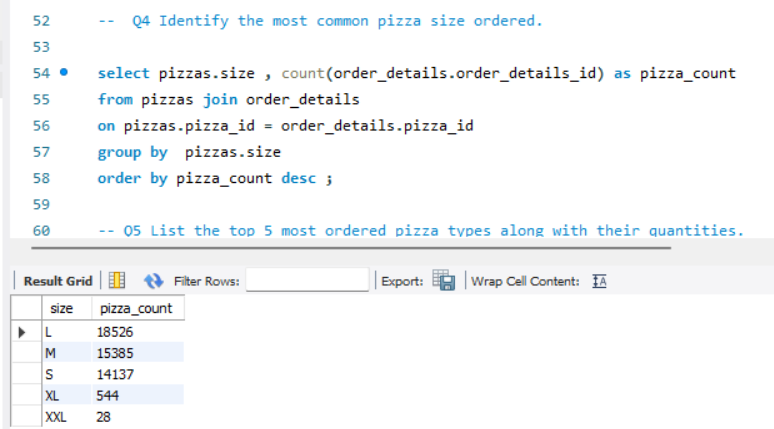 52 -- Q4 Identify the most common pizza size ordered.
53
54 select pizzas.size , count(order_details.order_details_id) as pizza_count
55 from pizzas join order_details
56 on pizzas.pizza_id = order_details.pizza_id
57 group by pizzas.size
58 order by pizza_count desc ;
59
60 -- Q5 List the top 5 most ordered pizza types along with their quantities.
Result Grid Filter Rows: Export: Wrap Cell Content: IA
size pizza_count
L 18526
M 15385
S 14137
XL 544
XXL 28